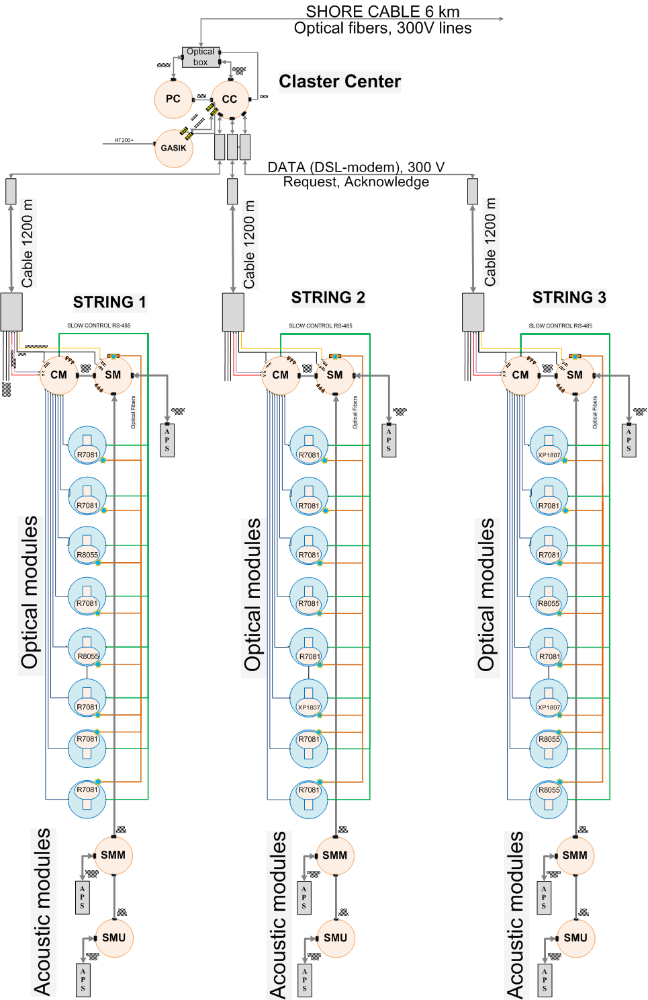 SHORE CABLE 6 km
Optical fibers, 300V lines
Optical
box
Claster Center
PC
CC
GASIK
HT200+
DATA (DSL-modem), 300 V
Request, Acknowledge
Cable 1200 m
Cable 1200 m
Cable 1200 m
STRING 1
STRING 2
STRING 3
SLOW CONTROL RS-485
SLOW CONTROL RS-485
SLOW CONTROL RS-485
CM
SM
CM
SM
CM
SM
Optical Fibers
Optical Fibers
Optical Fibers
A
P
S
A
P
S
A
P
S
Optical modules
R7081
R7081
R8055
R7081
R8055
R7081
R7081
R7081
Optical modules
R7081
R7081
R7081
R7081
R7081
XP1807
R7081
R7081
Optical modules
XP1807
R7081
R7081
R8055
R7081
XP1807
R8055
R8055
Acoustic modules
SMM
A
P
S
SMU
A
P
S
Acoustic modules
SMM
A
P
S
SMU
A
P
S
Acoustic modules
SMM
A
P
S
SMU
A
P
S